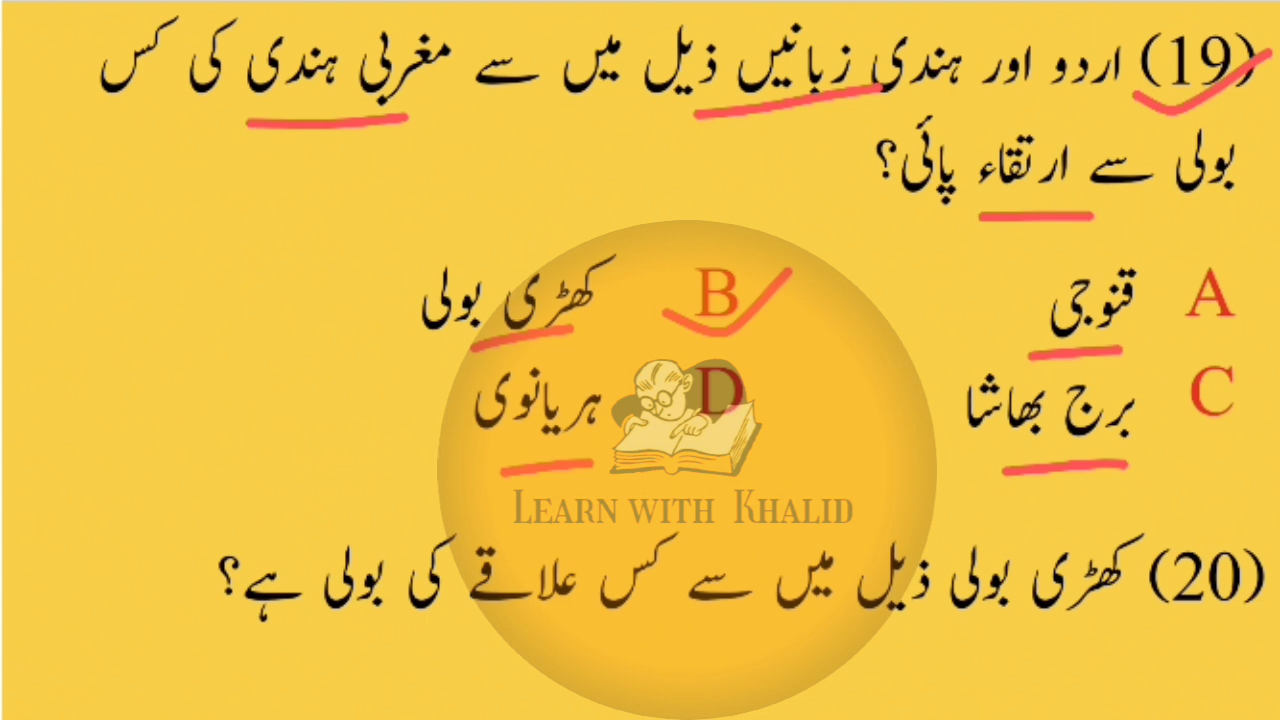 (19) اردو اور ہندی زبانیں ذیل میں سے مغربی ہندی کی کس
بولی سے ارتقاء پائی؟
A قنوجی B کھڑی بولی
C برج بھاشا D ہریانوی
LEARN WITH KHALID
(20) کھڑی بولی ذیل میں سے کس علاقے کی بولی ہے؟